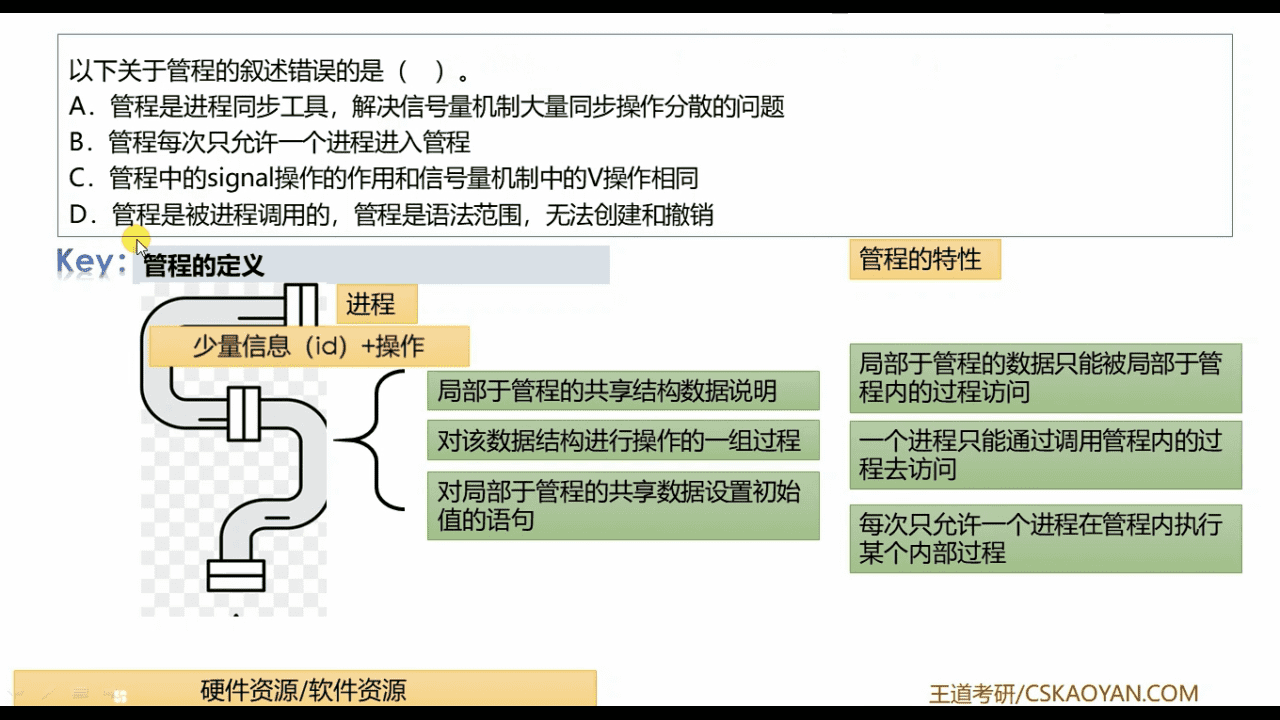 以下关于管程的叙述错误的是（　）。
A．管程是进程同步工具，解决信号量机制大量同步操作分散的问题
B．管程每次只允许一个进程进入管程
C．管程中的signal操作的作用和信号量机制中的V操作相同
D．管程是被进程调用的，管程是语法范围，无法创建和撤销
Key:
管程的定义
进程
少量信息（id）+操作
局部于管程的共享结构数据说明
对该数据结构进行操作的一组过程
对局部于管程的共享数据设置初始
值的语句
管程的特性
局部于管程的数据只能被局部于管
程内的过程访问
一个进程只能通过调用管程内的过
程去访问
每次只允许一个进程在管程内执行
某个内部过程
硬件资源/软件资源
王道考研/CSKAOYAN.COM